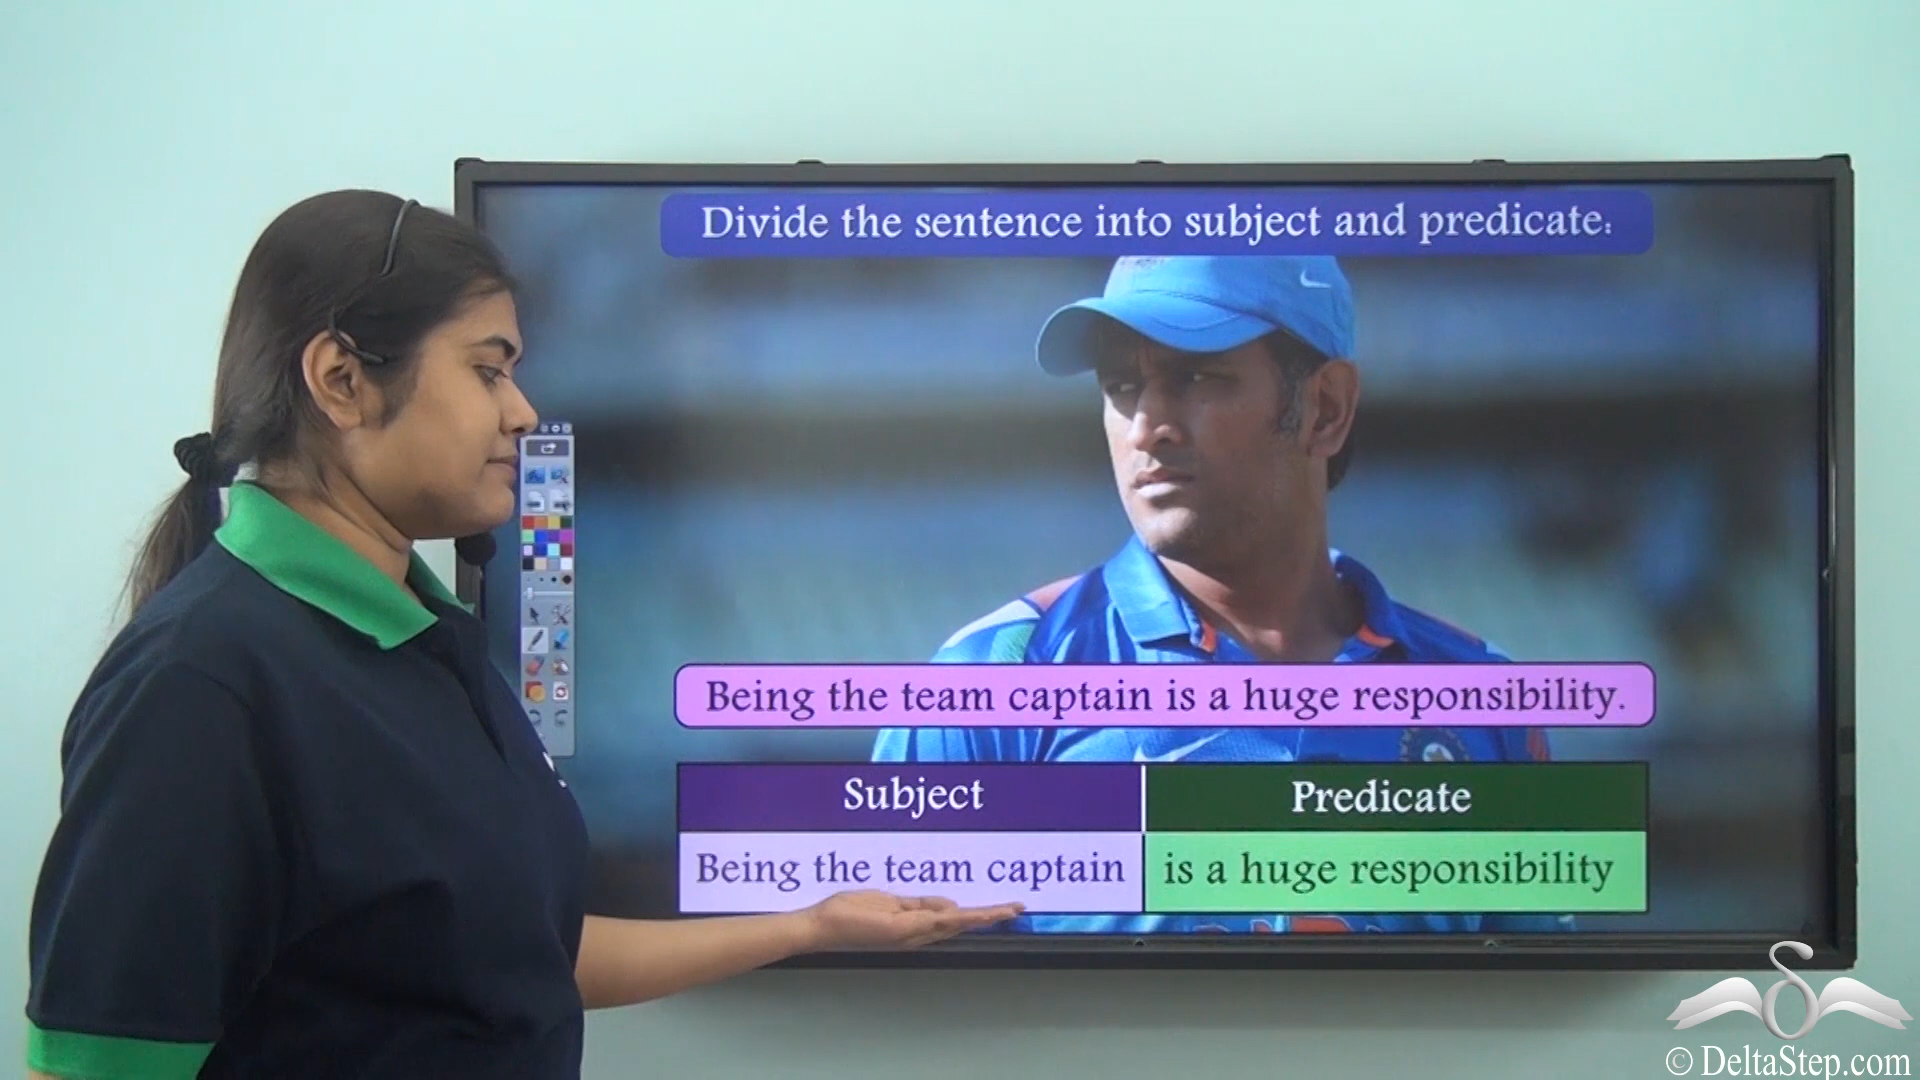 Divide the sentence into subject and predicate:
Being the team captain is a huge responsibility.
Subject
Predicate
Being the team captain
is a huge responsibility
© DeltaStep.com